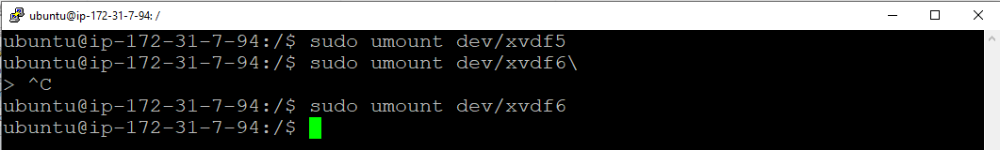 ubuntu@ip-172-31-7-94: /
ubuntu@ip-172-31-7-94:/$ sudo umount dev/xvdf5
ubuntu@ip-172-31-7-94:/$ sudo umount dev/xvdf6\
> ^C
ubuntu@ip-172-31-7-94:/$ sudo umount dev/xvdf6
ubuntu@ip-172-31-7-94:/$